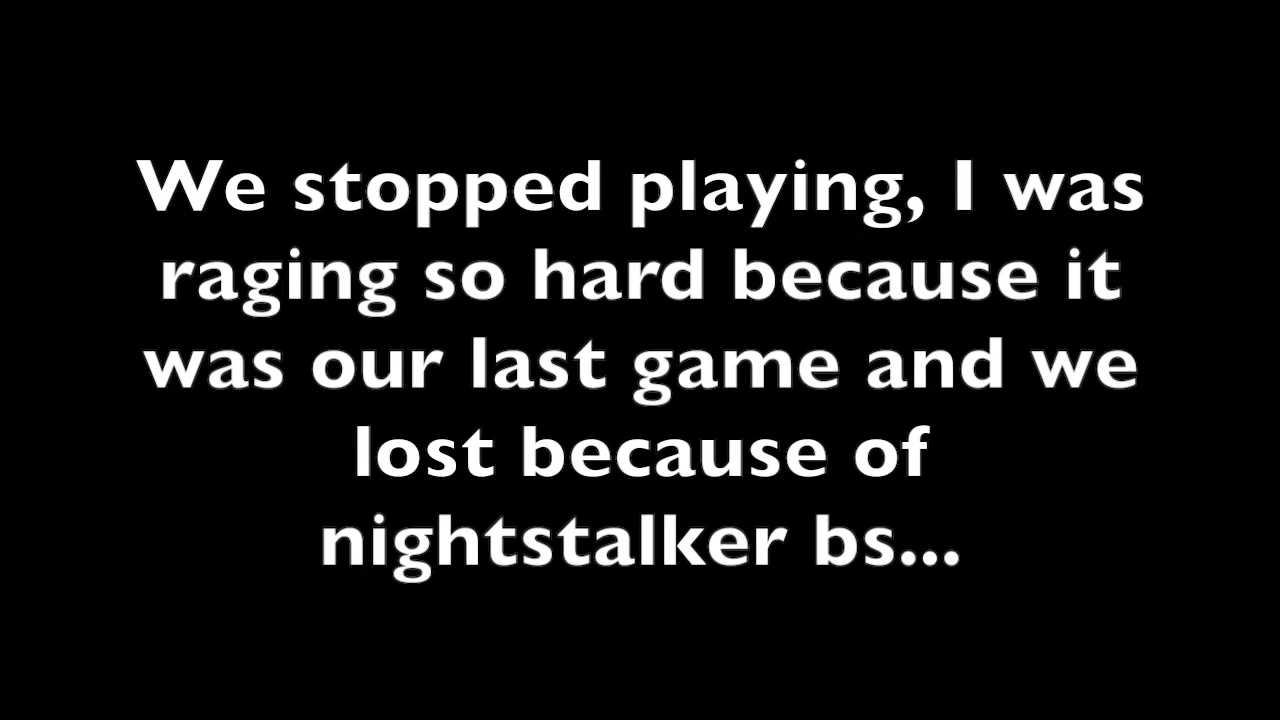 We stopped playing, I was
raging so hard because it
was our last game and we
lost because of
nightstalker bs...